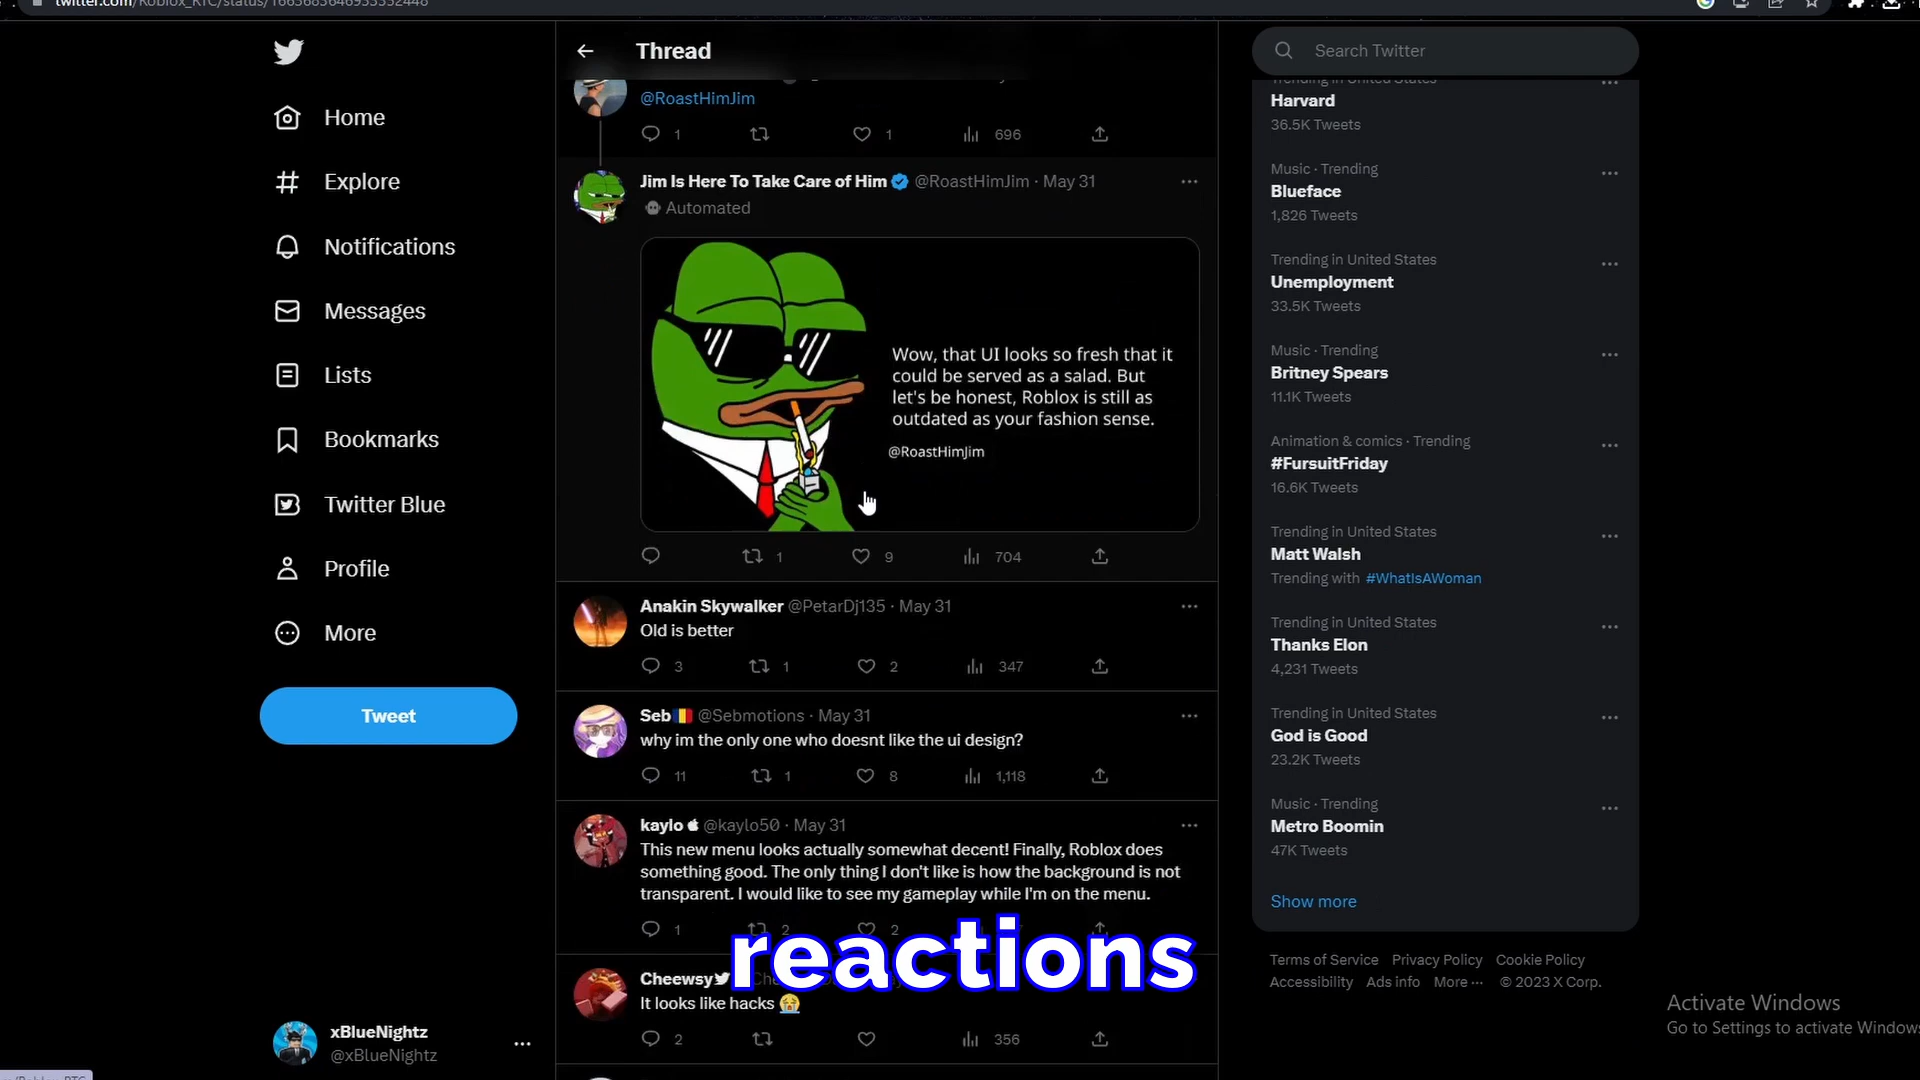 Thread
Search Twitter
Home
Explore
Notifications
Messages
Lists
Bookmarks
Twitter Blue
Profile
More
Tweet
xBlueNightz
@xBlueNightz
@RoastHimJim
1
1
696
Jim Is Here To Take Care of Him @RoastHimJim · May 31
Automated
Wow, that UI looks so fresh that it
could be served as a salad. But
let's be honest, Roblox is still as
outdated as your fashion sense.
@RoastHimJim
1
9
704
Anakin Skywalker @PetarDj135 · May 31
Old is better
3
1
2
347
Seb @Sebmotions · May 31
why im the only one who doesnt like the ui design?
11
1
8
1,118
kaylo @kaylo50 · May 31
This new menu looks actually somewhat decent! Finally, Roblox does
something good. The only thing I don't like is how the background is not
transparent. I would like to see my gameplay while I'm on the menu.
1
2
2
reactions
Cheewsy
It looks like hacks 😭
2
356
Trending in United States
Harvard
36.5K Tweets
Music · Trending
Blueface
1,826 Tweets
Trending in United States
Unemployment
33.5K Tweets
Music · Trending
Britney Spears
11.1K Tweets
Animation & comics · Trending
#FursuitFriday
16.6K Tweets
Trending in United States
Matt Walsh
Trending with #WhatIsAWoman
Trending in United States
Thanks Elon
4,231 Tweets
Trending in United States
God is Good
23.2K Tweets
Music · Trending
Metro Boomin
47K Tweets
Show more
Terms of Service Privacy Policy Cookie Policy
Accessibility Ads info More ··· © 2023 X Corp.
Activate Windows
Go to Settings to activate Windows